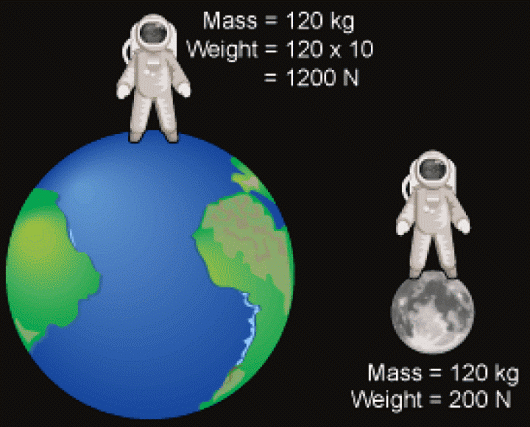 Mass = 120 kg
Weight = 120 x 10
= 1200 N
Mass = 120 kg
Weight = 200 N